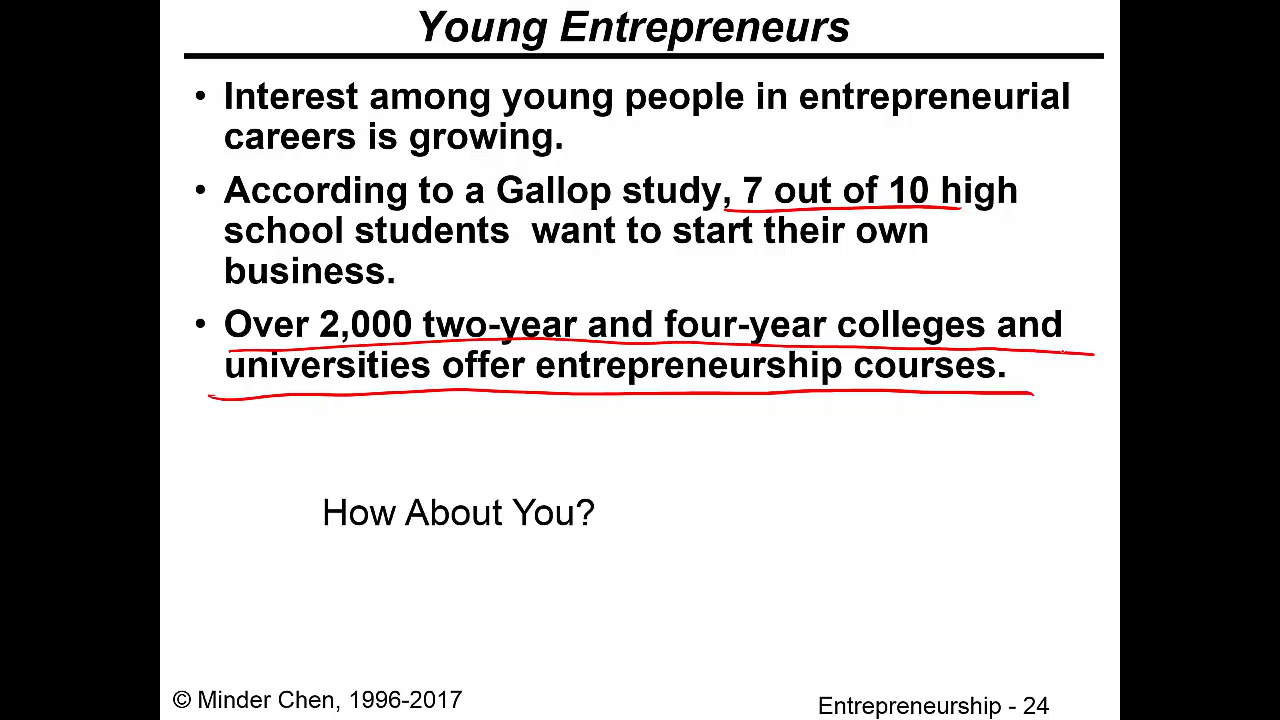 Young Entrepreneurs
• Interest among young people in entrepreneurial
careers is growing.
• According to a Gallop study, 7 out of 10 high
school students  want to start their own
business.
• Over 2,000 two-year and four-year colleges and
universities offer entrepreneurship courses.
How About You?
© Minder Chen, 1996-2017
Entrepreneurship - 24